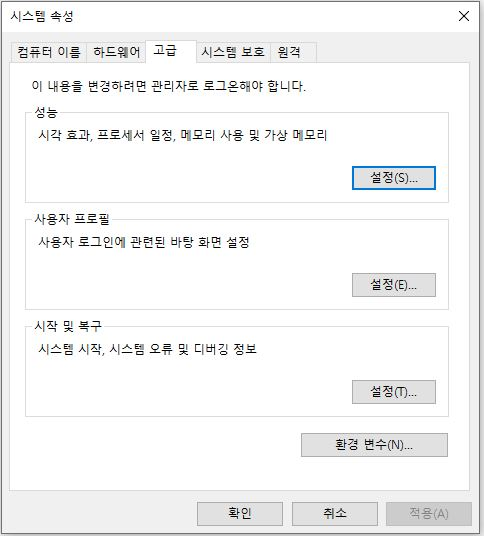 시스템 속성
컴퓨터 이름 하드웨어 고급 시스템 보호 원격
이 내용을 변경하려면 관리자로 로그온해야 합니다.
성능
시각 효과, 프로세서 일정, 메모리 사용 및 가상 메모리
설정(S)...
사용자 프로필
사용자 로그인에 관련된 바탕 화면 설정
설정(E)...
시작 및 복구
시스템 시작, 시스템 오류 및 디버깅 정보
설정(T)...
환경 변수(N)...
확인 취소 적용(A)